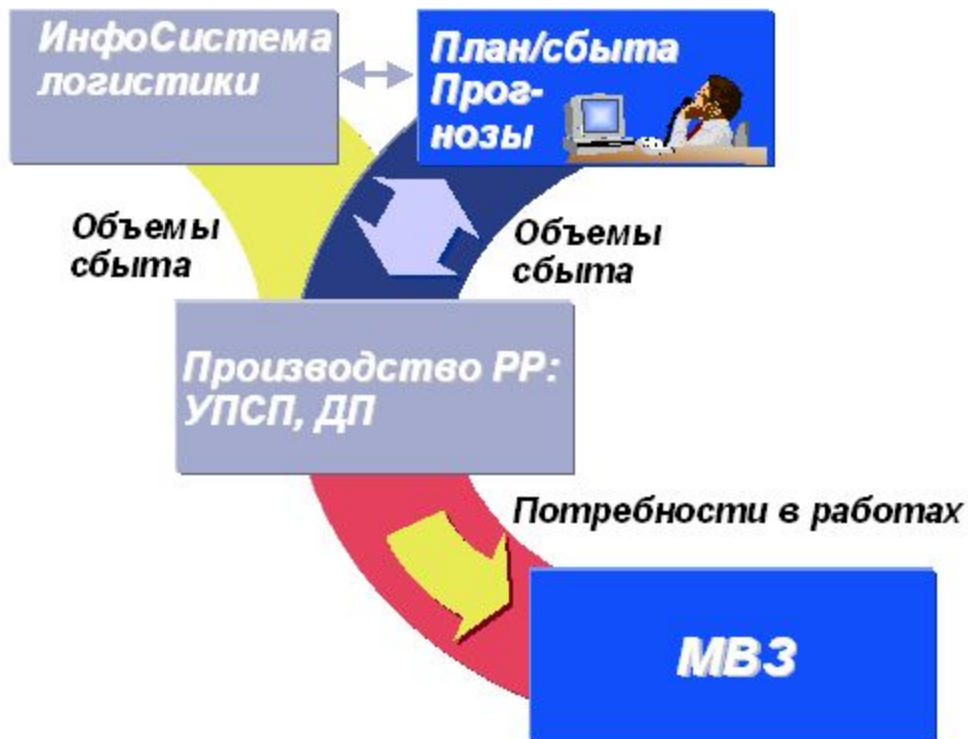 ИнфоСистема
логистики
План/сбыта
Прог-
нозы
Объемы
сбыта
Объемы
сбыта
Производство РР:
УПСП, ДП
Потребности в работах
МВЗ